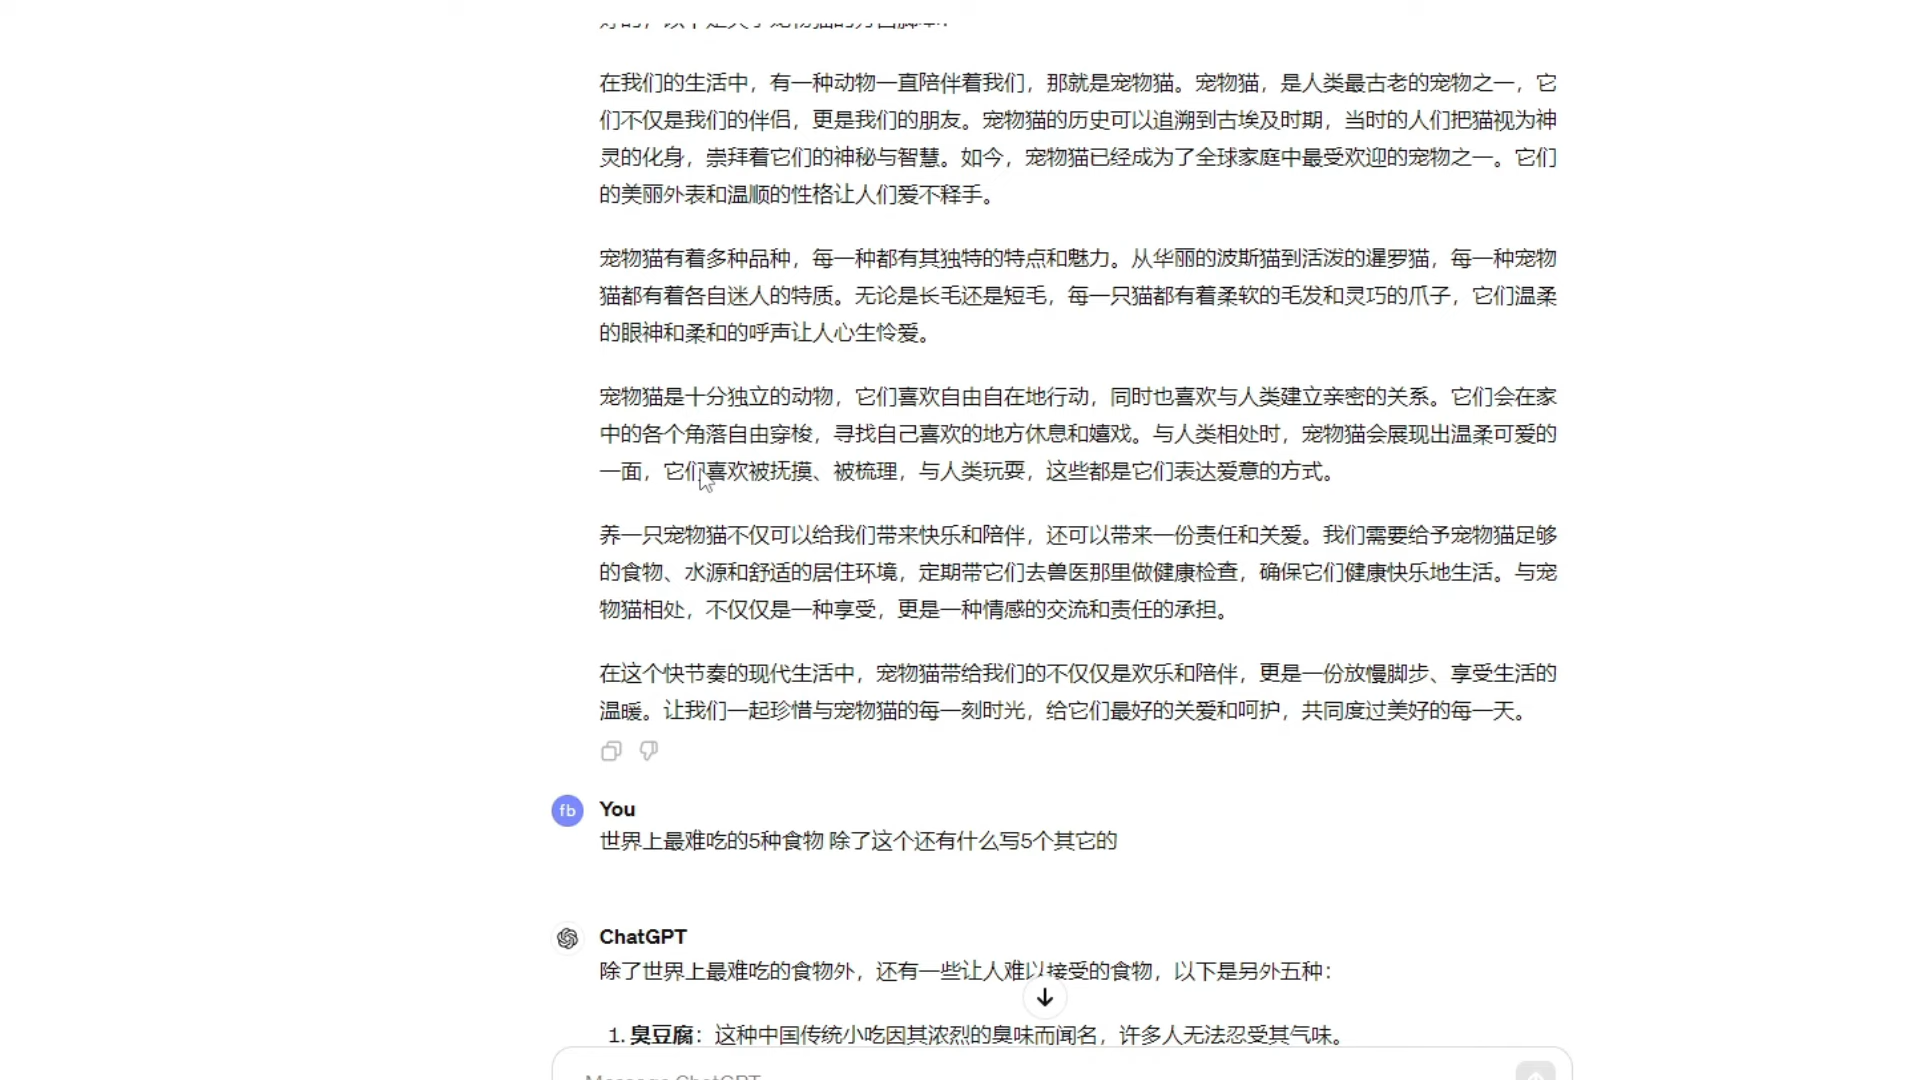 在我们的生活中，有一种动物一直陪伴着我们，那就是宠物猫。宠物猫，是人类最古老的宠物之一，它
们不仅是我们的伴侣，更是我们的朋友。宠物猫的历史可以追溯到古埃及时期，当时的人们把猫视为神
灵的化身，崇拜着它们的神秘与智慧。如今，宠物猫已经成为了全球家庭中最受欢迎的宠物之一。它们
的美丽外表和温顺的性格让人们爱不释手。
宠物猫有着多种品种，每一种都有其独特的特点和魅力。从华丽的波斯猫到活泼的暹罗猫，每一种宠物
猫都有着各自迷人的特质。无论是长毛还是短毛，每一只猫都有着柔软的毛发和灵巧的爪子，它们温柔
的眼神和柔和的呼声让人心生怜爱。
宠物猫是十分独立的动物，它们喜欢自由自在地行动，同时也喜欢与人类建立亲密的关系。它们会在家
中的各个角落自由穿梭，寻找自己喜欢的地方休息和嬉戏。与人类相处时，宠物猫会展现出温柔可爱的
一面，它们喜欢被抚摸、被梳理，与人类玩耍，这些都是它们表达爱意的方式。
养一只宠物猫不仅可以给我们带来快乐和陪伴，还可以带来一份责任和关爱。我们需要给予宠物猫足够
的食物、水源和舒适的居住环境，定期带它们去兽医那里做健康检查，确保它们健康快乐地生活。与宠
物猫相处，不仅仅是一种享受，更是一种情感的交流和责任的承担。
在这个快节奏的现代生活中，宠物猫带给我们的不仅仅是欢乐和陪伴，更是一份放慢脚步、享受生活的
温暖。让我们一起珍惜与宠物猫的每一刻时光，给它们最好的关爱和呵护，共同度过美好的每一天。
fb You
世界上最难吃的5种食物 除了这个还有什么写5个其它的
ChatGPT
除了世界上最难吃的食物外，还有一些让人难以接受的食物，以下是另外五种：
1. 臭豆腐：这种中国传统小吃因其浓烈的臭味而闻名，许多人无法忍受其气味。
Message ChatGPT